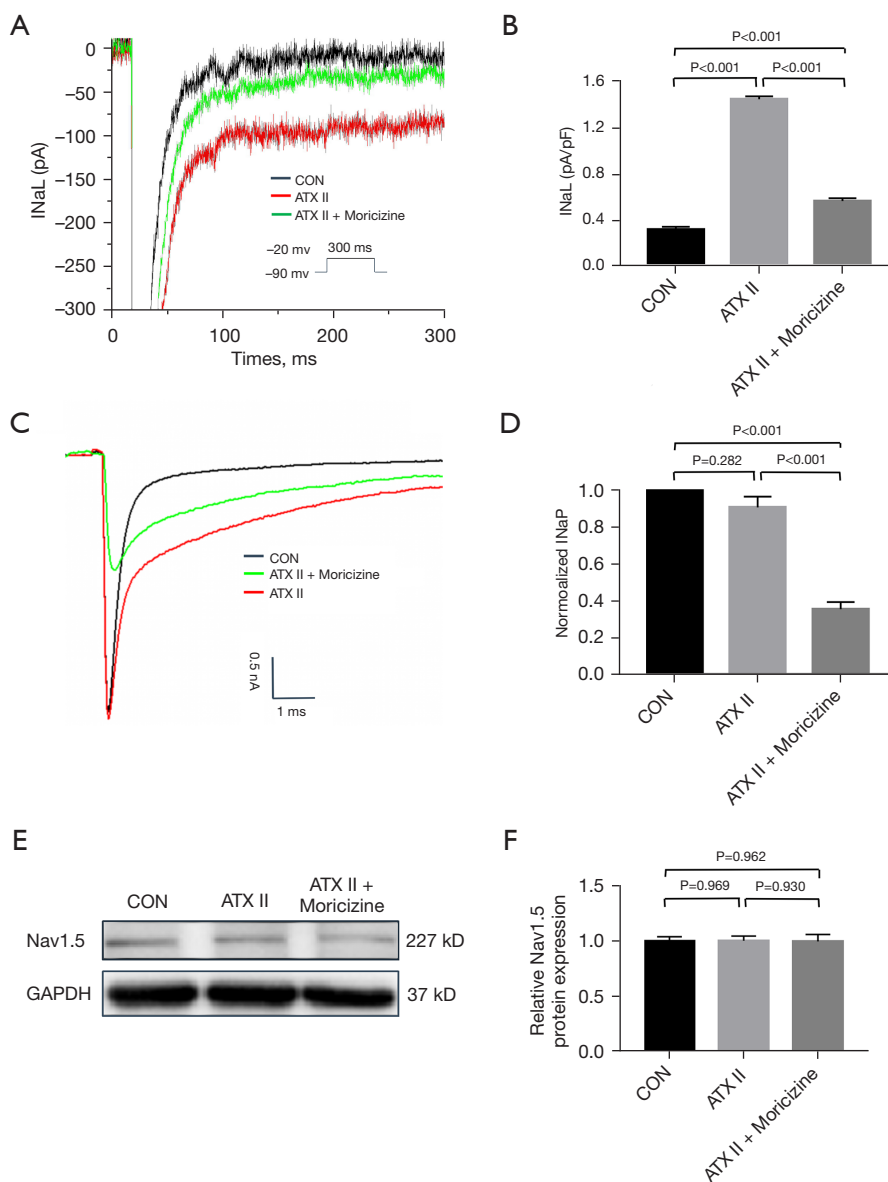 A
INaL (pA)
0
–50
–100
–150
–200
–250
–300
0
100
200
300
Times, ms
CON
ATX II
ATX II + Moricizine
–20 mv
300 ms
–90 mv
B
P<0.001
P<0.001
P<0.001
INaL (pA/pF)
1.6
1.2
0.8
0.4
0.0
CON
ATX II
ATX II + Moricizine
C
CON
ATX II + Moricizine
ATX II
0.5 nA
1 ms
D
P<0.001
P=0.282
P<0.001
Normoalized INaP
1.0
0.8
0.6
0.4
0.2
0.0
CON
ATX II
ATX II + Moricizine
E
CON
ATX II
ATX II +
Moricizine
Nav1.5
227 kD
GAPDH
37 kD
F
P=0.962
P=0.969
P=0.930
Relative Nav1.5
protein expression
1.5
1.0
0.5
0.0
CON
ATX II
ATX II + Moricizine